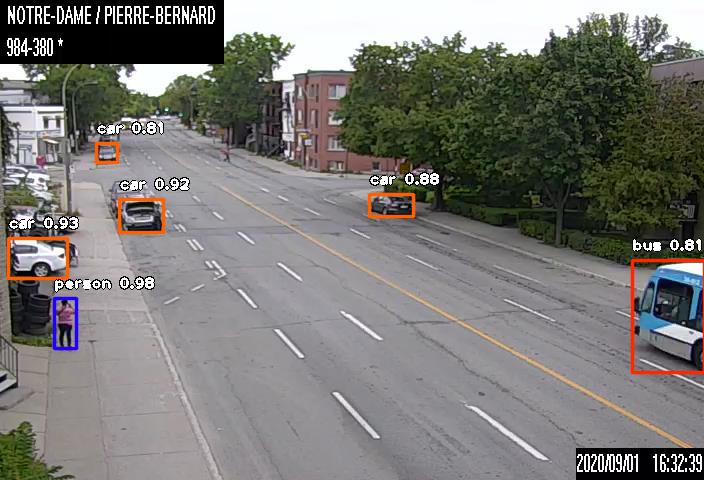 NOTRE-DAME / PIERRE-BERNARD
984-380 *
car 0.81
car 0.92
car 0.88
car 0.93
bus 0.81
person 0.98
2020/09/01 16:32:39